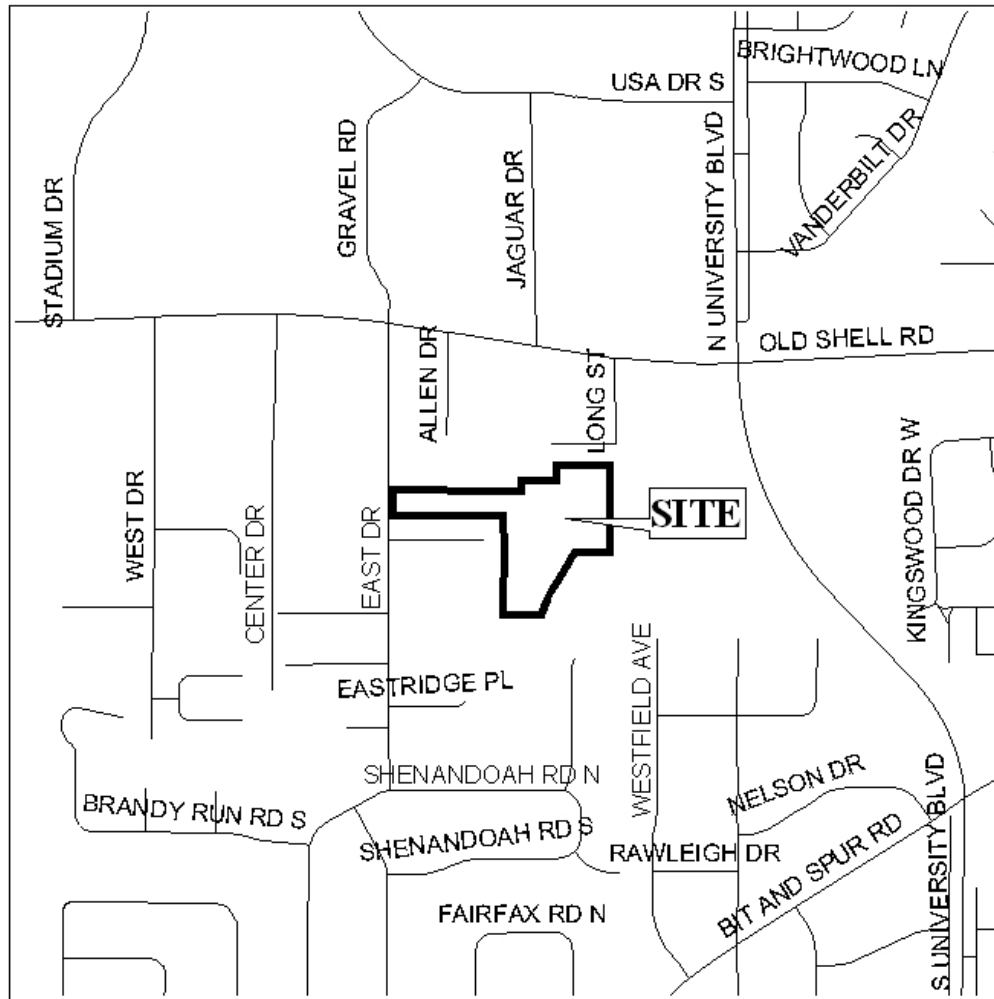 BRIGHTWOOD LN
USA DR S
N UNIVERSITY BLVD
VANDERBILT DR
GRAVEL RD
JAGUAR DR
STADIUM DR
OLD SHELL RD
ALLEN DR
LONG ST
KINGSWOOD DR W
WEST DR
SITE
CENTER DR
EAST DR
WESTFIELD AVE
EASTRIDGE PL
SHENANDOAH RD N
NELSON DR
BRANDY RUN RD S
SHENANDOAH RD S
RAWLEIGH DR
BIT AND SPUR RD
S UNIVERSITY BLVD
FAIRFAX RD N